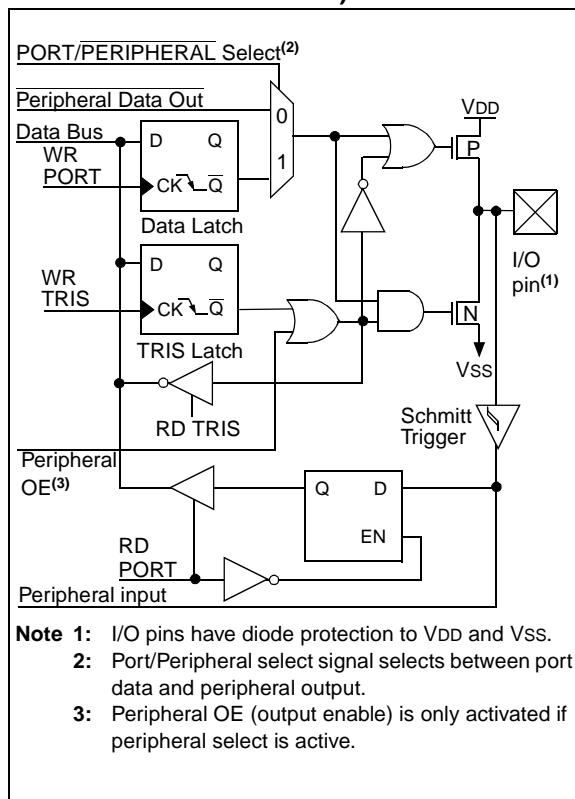 PORT/PERIPHERAL Select(2)
Peripheral Data Out
Data Bus
WR
PORT
D Q
CK Q
Data Latch
0
1
VDD
P
I/O
pin(1)
WR
TRIS
D Q
CK Q
TRIS Latch
N
VSS
RD TRIS
Schmitt
Trigger
Peripheral
OE(3)
Q D
EN
RD
PORT
Peripheral input
Note 1: I/O pins have diode protection to VDD and VSS.
2: Port/Peripheral select signal selects between port
data and peripheral output.
3: Peripheral OE (output enable) is only activated if
peripheral select is active.